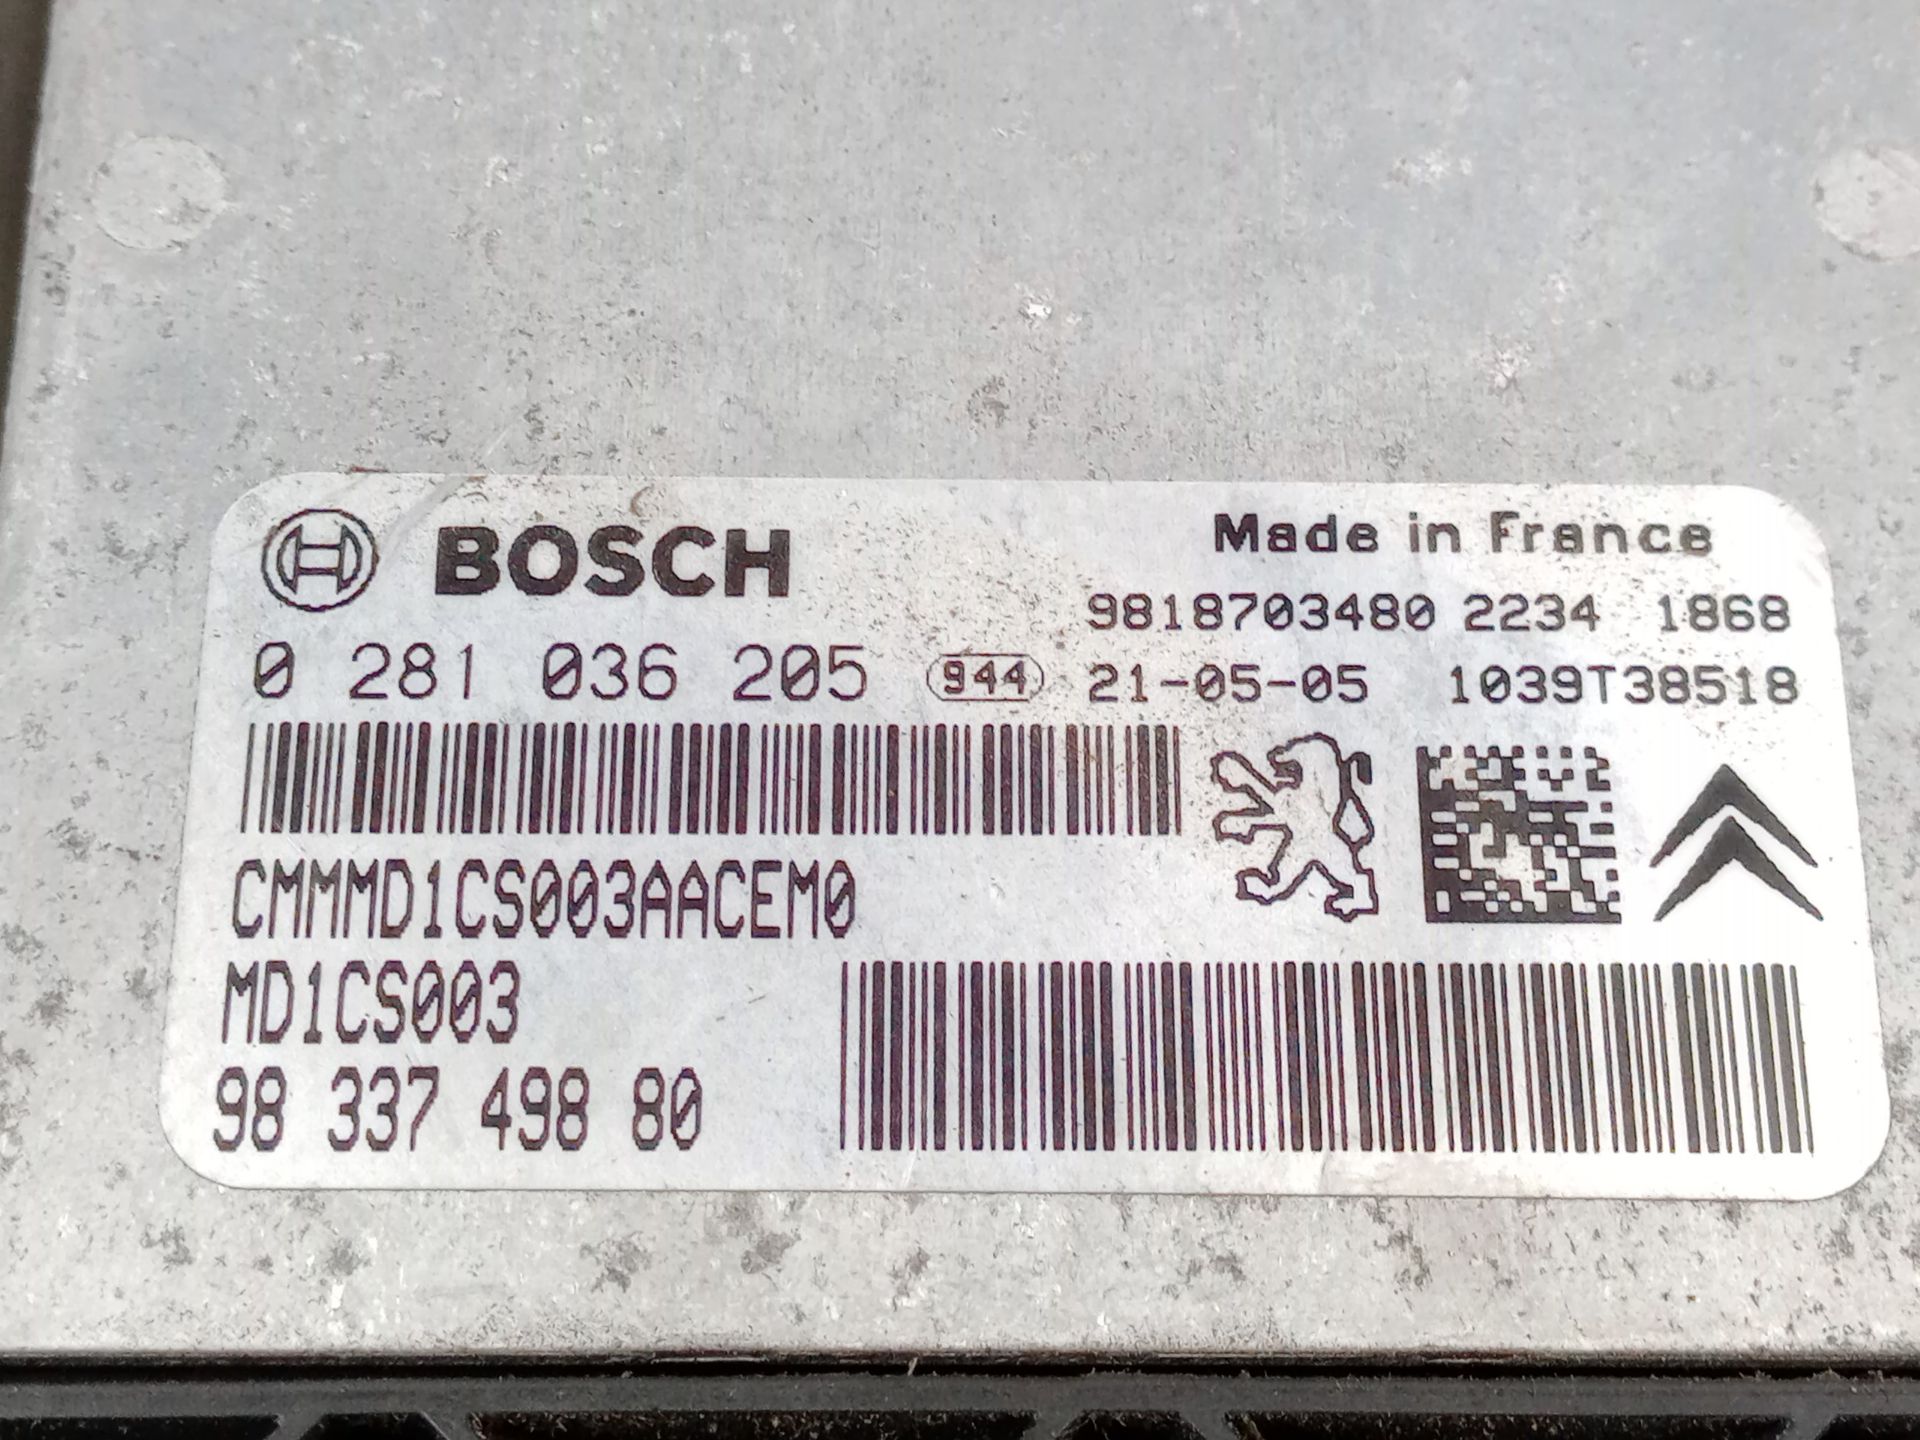 BOSCH
Made in France
9818703480 2234 1868
0 281 036 205 944 21-05-05 1039T38518
CMMMD1CS003AACEM0
MD1CS003
98 337 498 80